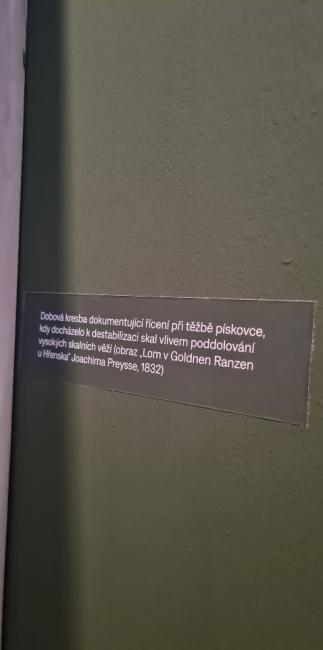 Dobová kresba dokumentující řícení při těžbě pískovce,
kdy docházelo k destabilizaci skal vlivem poddolování
vysokých skalních věží (obraz „Lom v Goldnen Ranzen
u Hřenska“ Joachima Preysse, 1832)